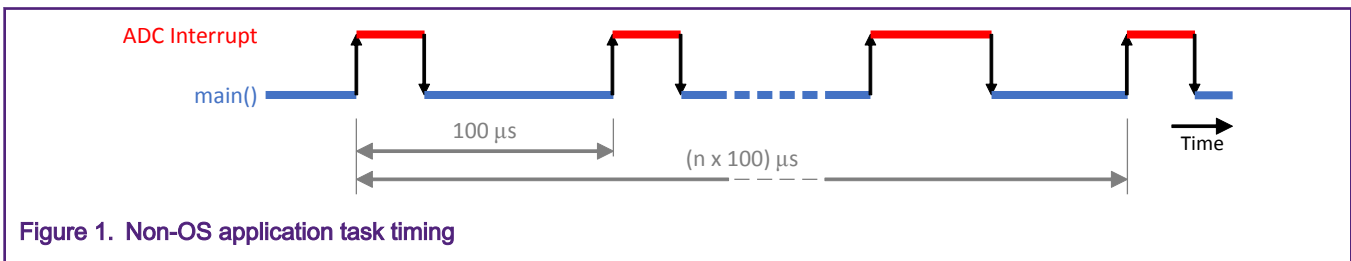 ADC Interrupt
main()
100 μs
(n x 100) μs
Time
Figure 1. Non-OS application task timing